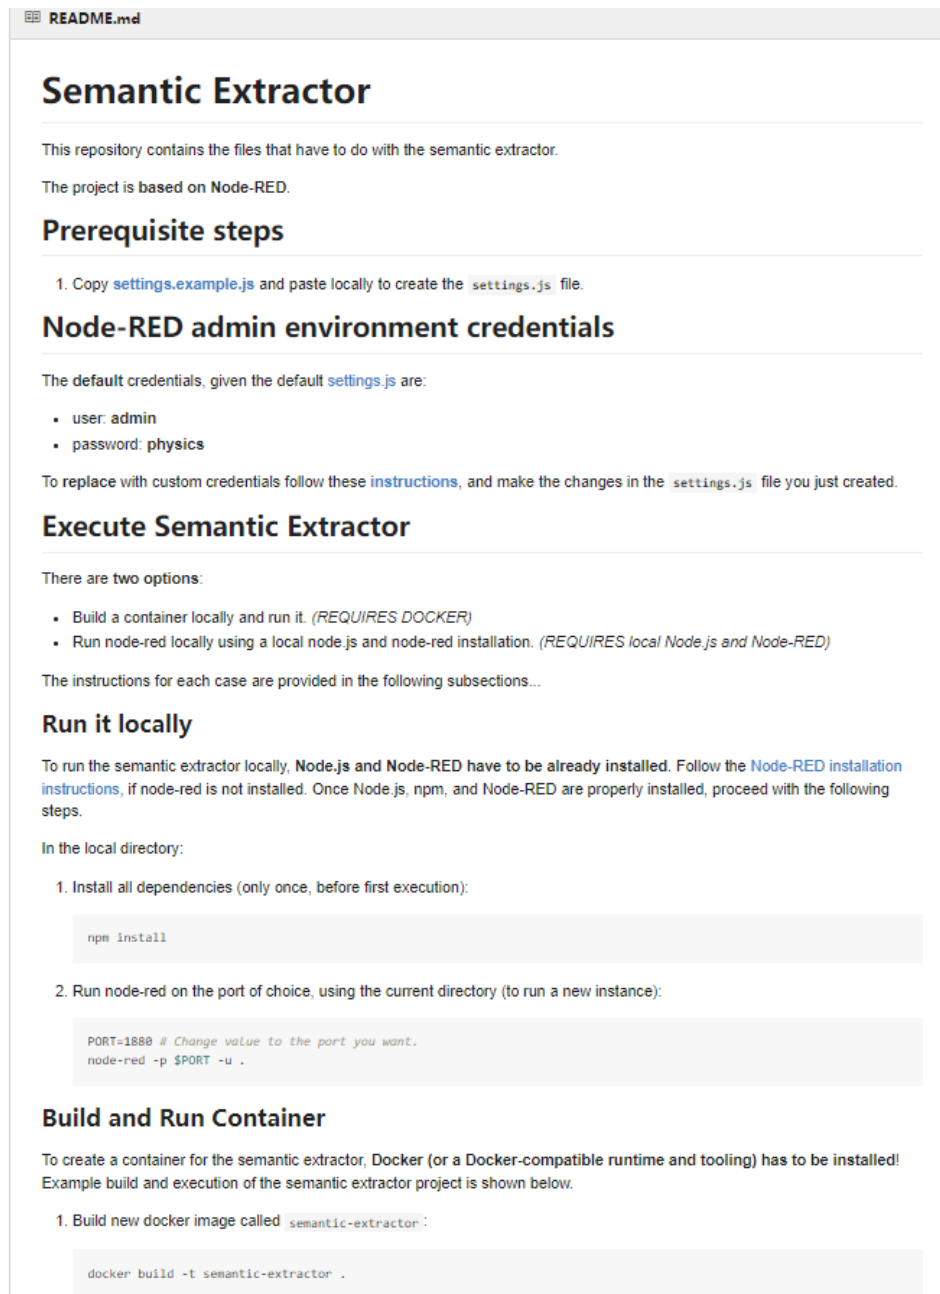 README.md
Semantic Extractor
This repository contains the files that have to do with the semantic extractor.
The project is based on Node-RED.
Prerequisite steps
1. Copy settings.example.js and paste locally to create the settings.js file.
Node-RED admin environment credentials
The default credentials, given the default settings.js are:
• user: admin
• password: physics
To replace with custom credentials follow these instructions, and make the changes in the settings.js file you just created.
Execute Semantic Extractor
There are two options:
• Build a container locally and run it. (REQUIRES DOCKER)
• Run node-red locally using a local node.js and node-red installation. (REQUIRES local Node.js and Node-RED)
The instructions for each case are provided in the following subsections...
Run it locally
To run the semantic extractor locally, Node.js and Node-RED have to be already installed. Follow the Node-RED installation
instructions, if node-red is not installed. Once Node.js, npm, and Node-RED are properly installed, proceed with the following
steps.
In the local directory:
1. Install all dependencies (only once, before first execution):
npm install
2. Run node-red on the port of choice, using the current directory (to run a new instance):
PORT=1880 # Change value to the port you want.
node-red -p $PORT -u .
Build and Run Container
To create a container for the semantic extractor, Docker (or a Docker-compatible runtime and tooling) has to be installed!
Example build and execution of the semantic extractor project is shown below.
1. Build new docker image called semantic-extractor:
docker build -t semantic-extractor .